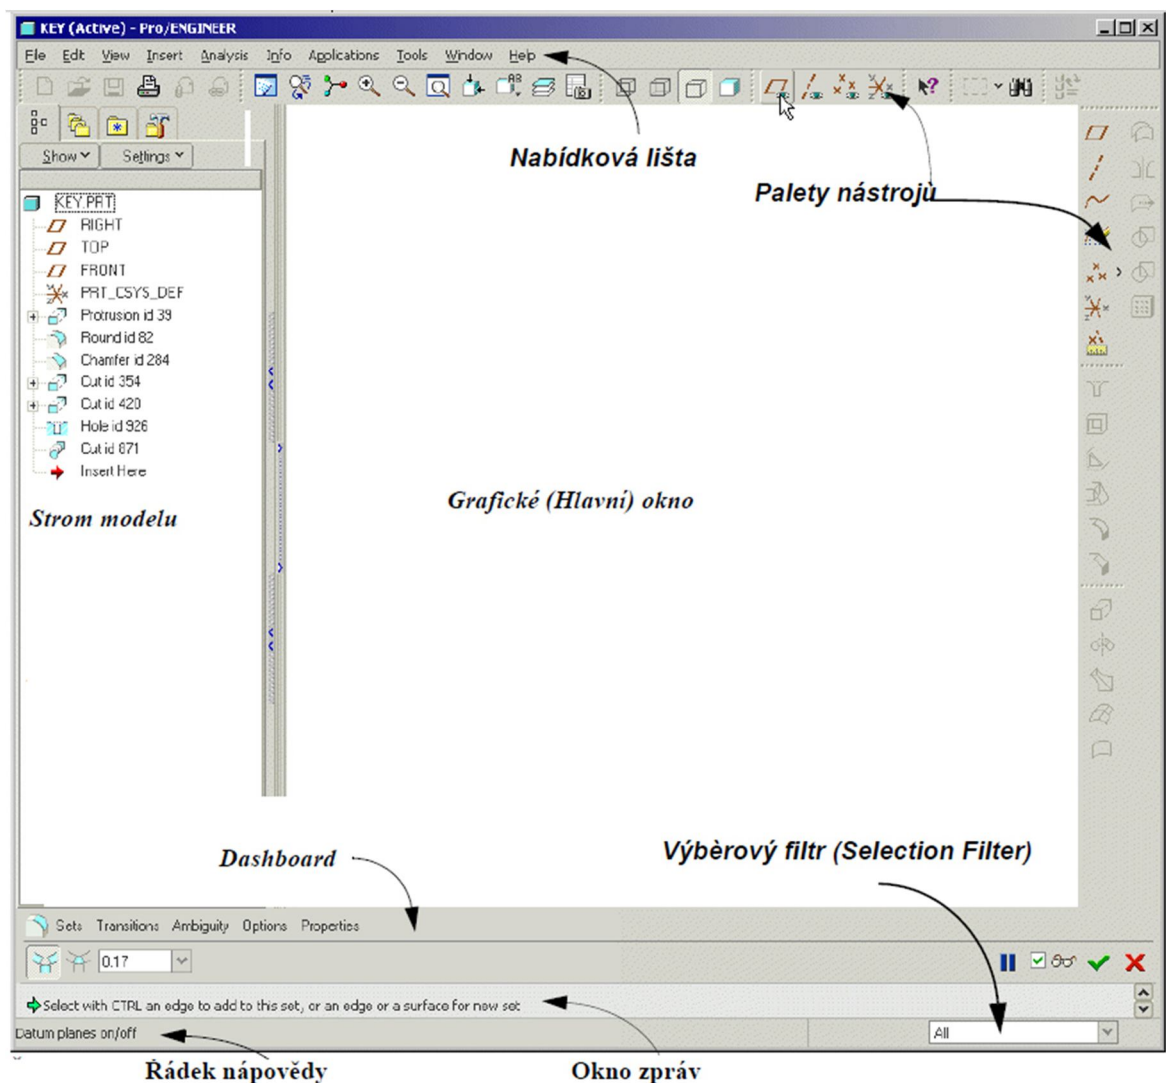 KEY (Active) - Pro/ENGINEER
File Edit View Insert Analysis Info Applications Tools Window Help
Nabídková lišta
Palety nástrojù
Show Settings
KEY.PRT
RIGHT
TOP
FRONT
PRT_CSYS_DEF
Protrusion id 39
Round id 82
Chamfer id 284
Cut id 354
Cut id 420
Hole id 926
Cut id 871
Insert Here
Strom modelu
Grafické (Hlavní) okno
Dashboard
Výbèrový filtr (Selection Filter)
Sets Transitions Ambiguity Options Properties
0.17
Select with CTRL an edge to add to this set, or an edge or a surface for new set
Datum planes on/off
All
Řádek nápovědy
Okno zpráv